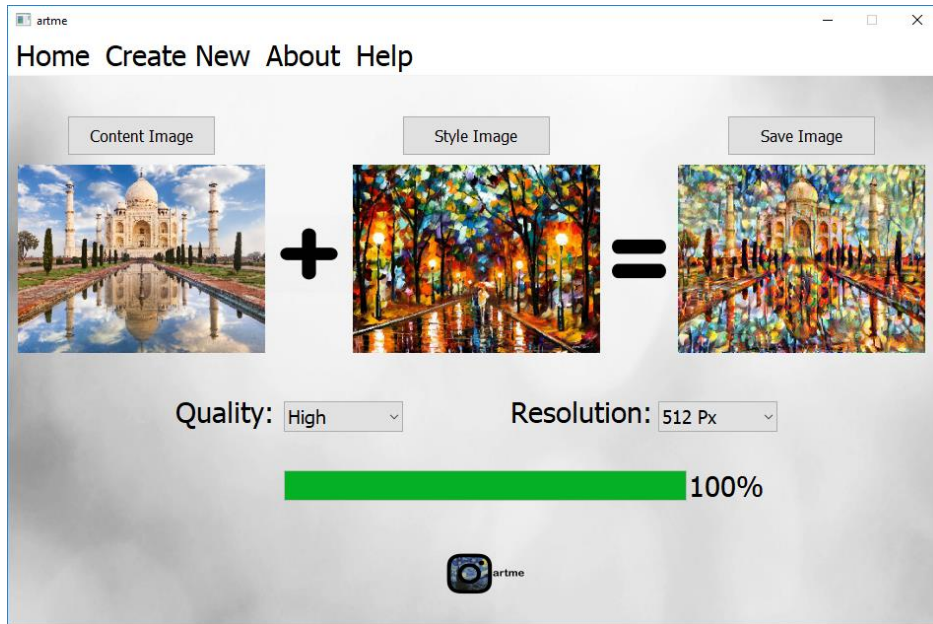 artme
Home Create New About Help
Content Image Style Image Save Image
Quality: High Resolution: 512 Px
100%
artme